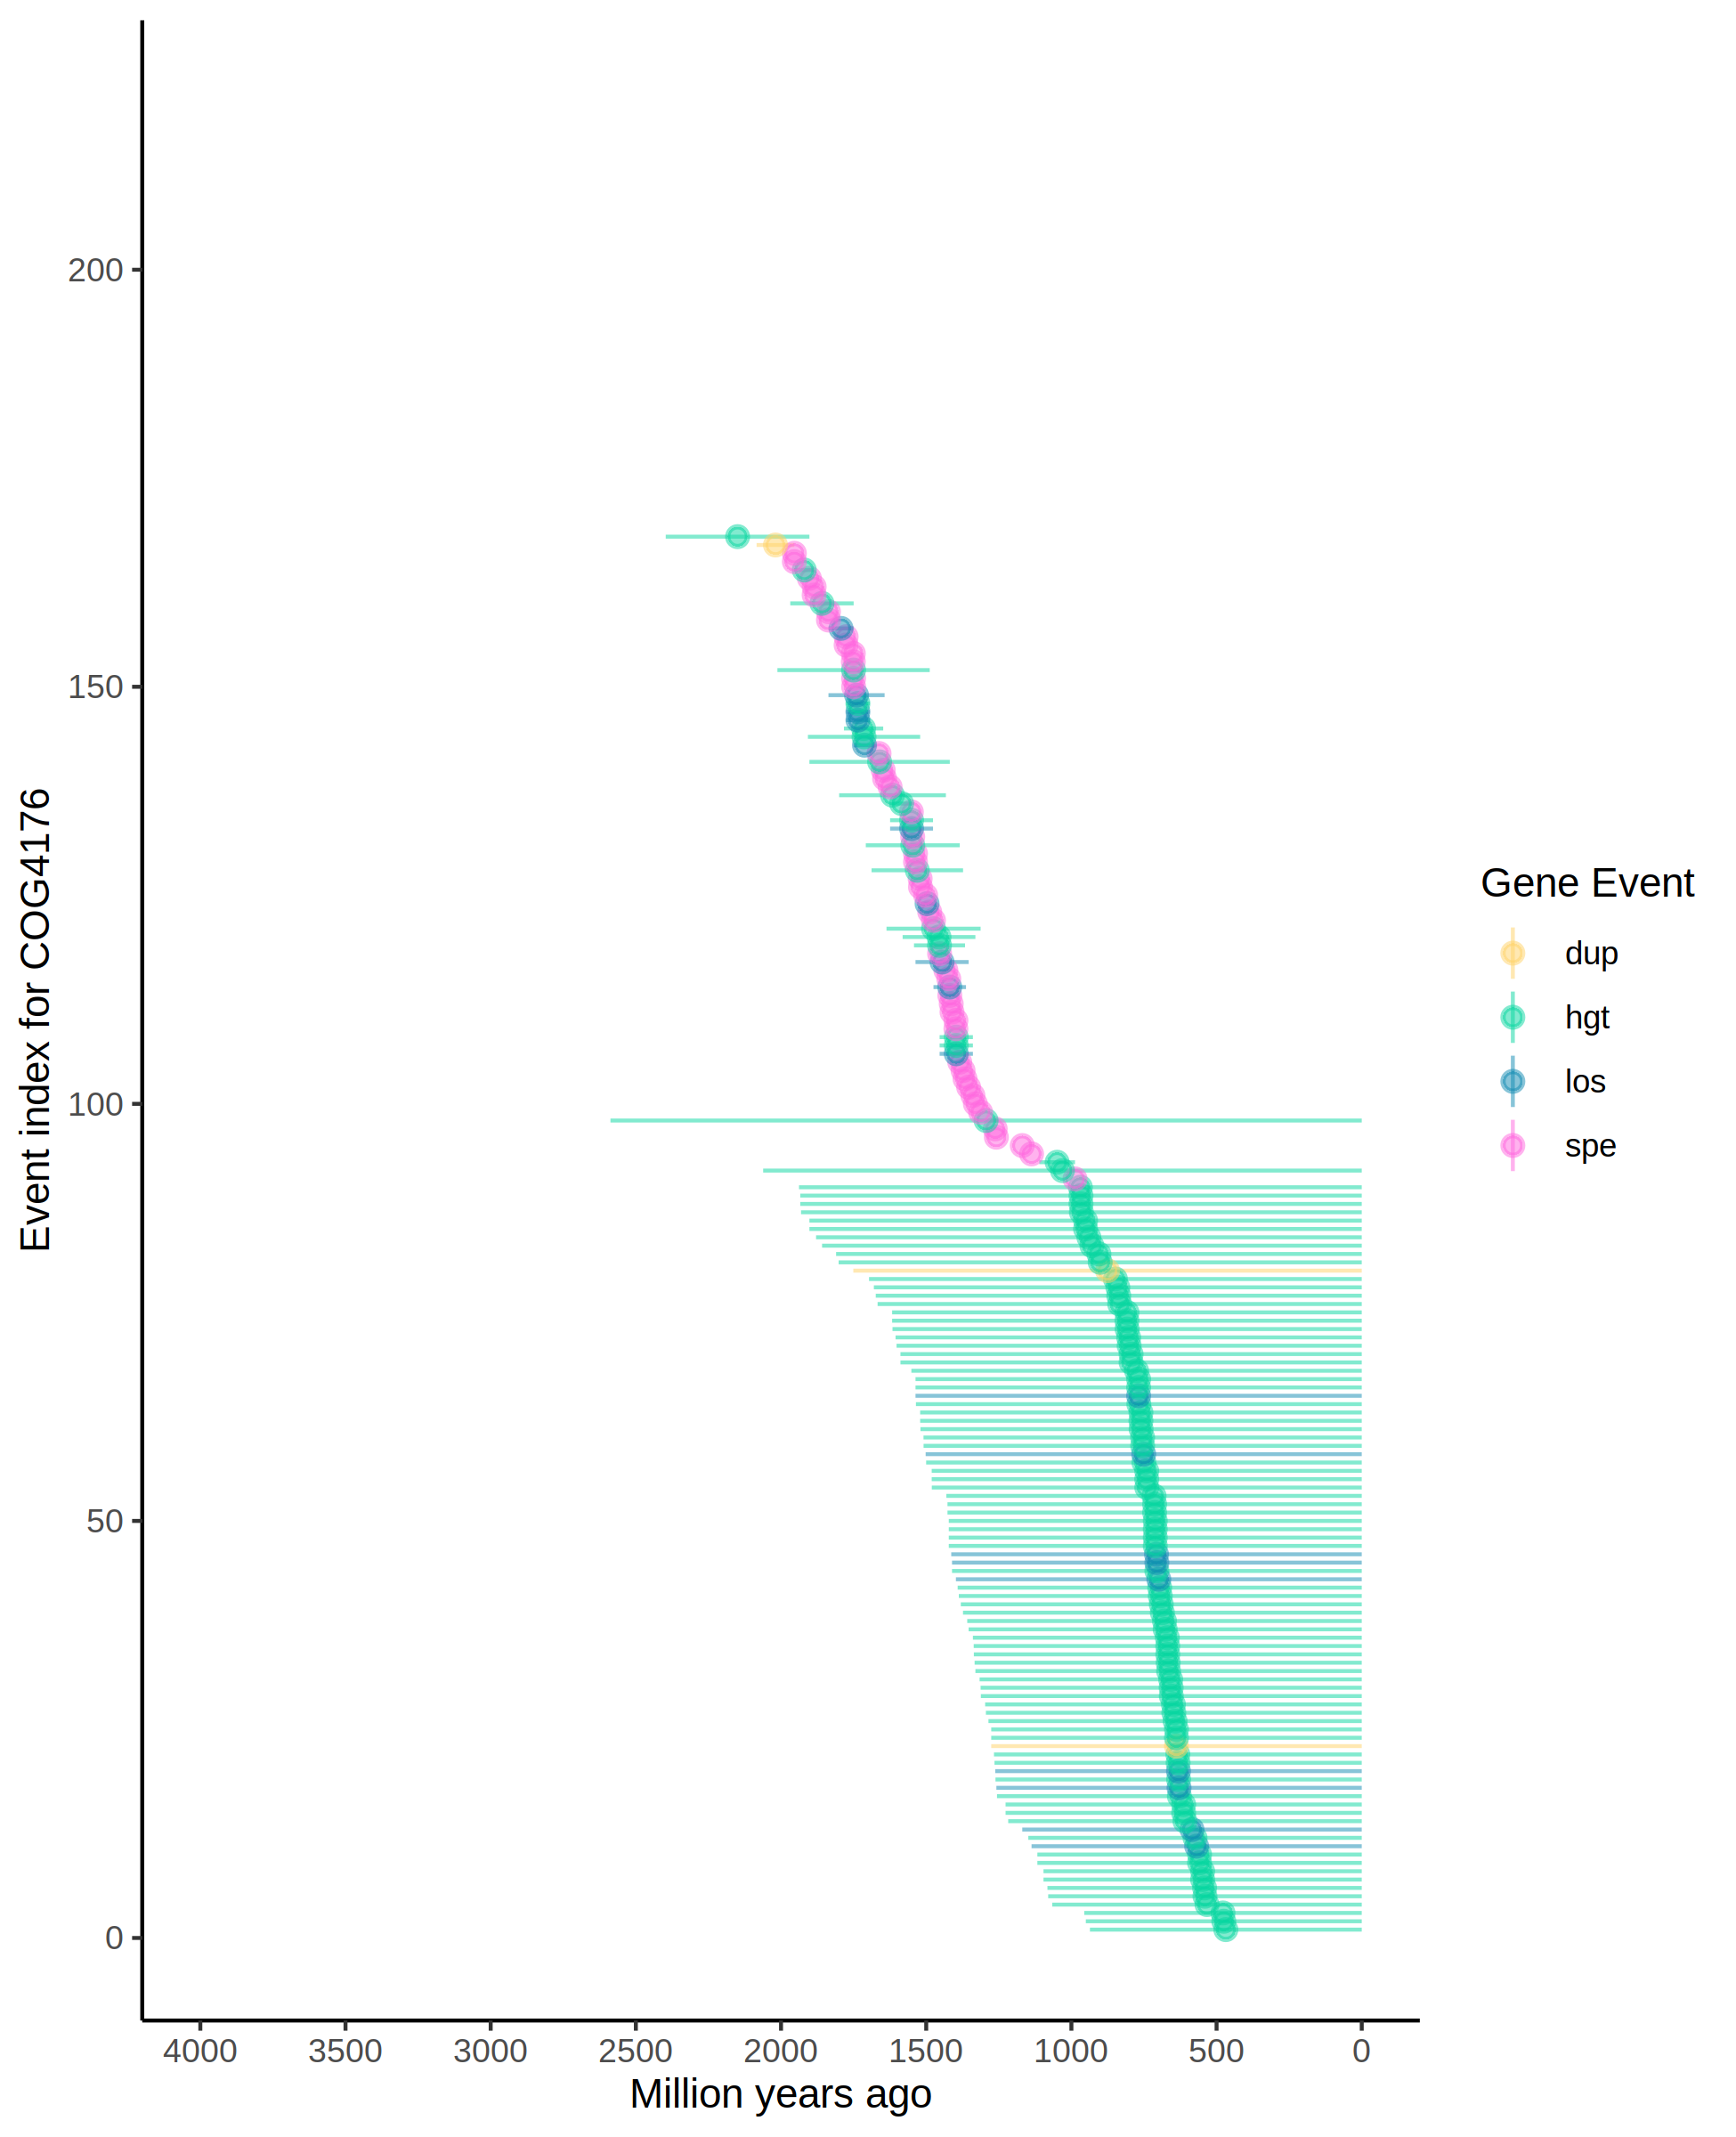 Event index for COG4176
200
150
100
50
0
4000 3500 3000 2500 2000 1500 1000 500 0
Million years ago
Gene Event
dup
hgt
los
spe